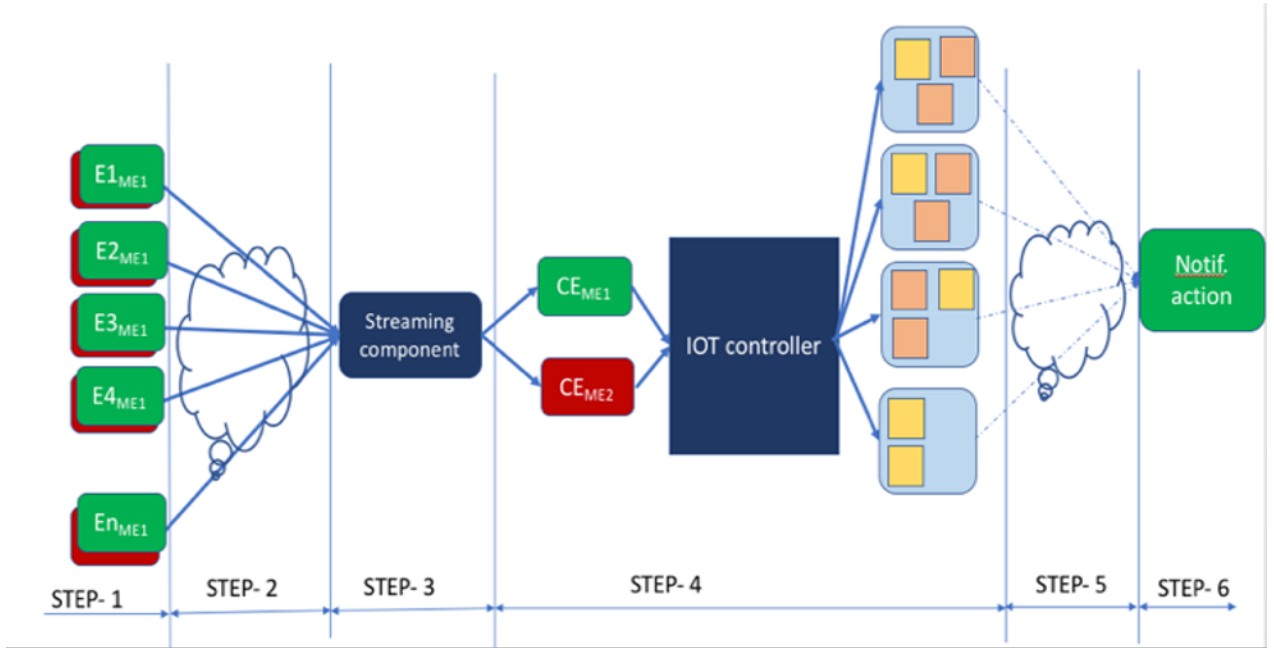 E1ME1
E2ME1
E3ME1
E4ME1
EnME1
Streaming
component
CEME1
CEME2
IOT controller
Notif.
action
STEP- 1
STEP- 2
STEP- 3
STEP- 4
STEP- 5
STEP- 6